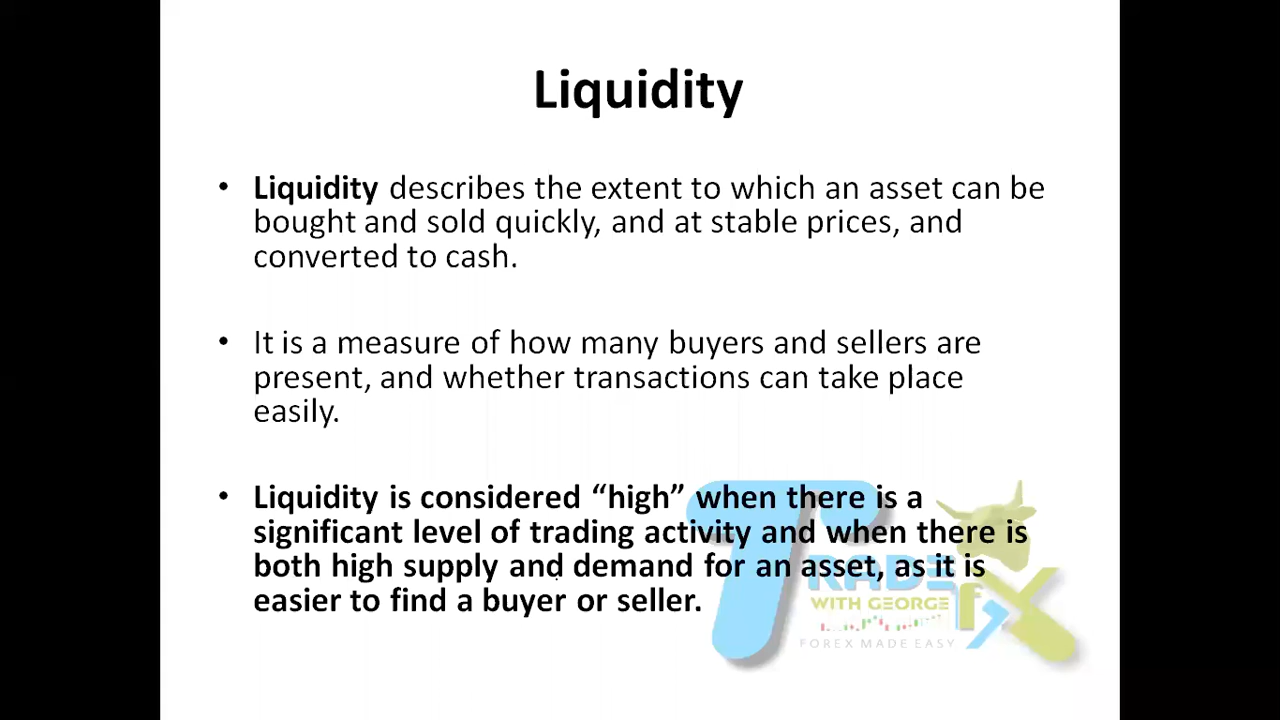 Liquidity
• Liquidity describes the extent to which an asset can be
bought and sold quickly, and at stable prices, and
converted to cash.
• It is a measure of how many buyers and sellers are
present, and whether transactions can take place
easily.
• Liquidity is considered “high” when there is a
significant level of trading activity and when there is
both high supply and demand for an asset, as it is
easier to find a buyer or seller.
TRADE
WITH GEORGE
fx
FOREX MADE EASY